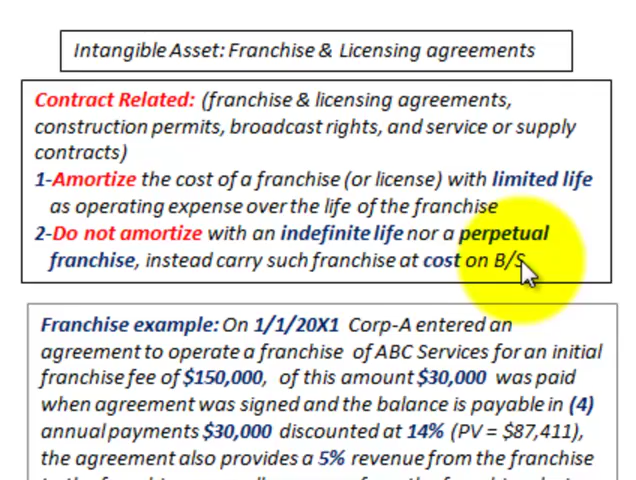 Intangible Asset: Franchise & Licensing agreements
Contract Related: (franchise & licensing agreements,
construction permits, broadcast rights, and service or supply
contracts)
1-Amortize the cost of a franchise (or license) with limited life
as operating expense over the life of the franchise
2-Do not amortize with an indefinite life nor a perpetual
franchise, instead carry such franchise at cost on B/S
Franchise example: On 1/1/20X1 Corp-A entered an
agreement to operate a franchise of ABC Services for an initial
franchise fee of $150,000, of this amount $30,000 was paid
when agreement was signed and the balance is payable in (4)
annual payments $30,000 discounted at 14% (PV = $87,411),
the agreement also provides a 5% revenue from the franchise